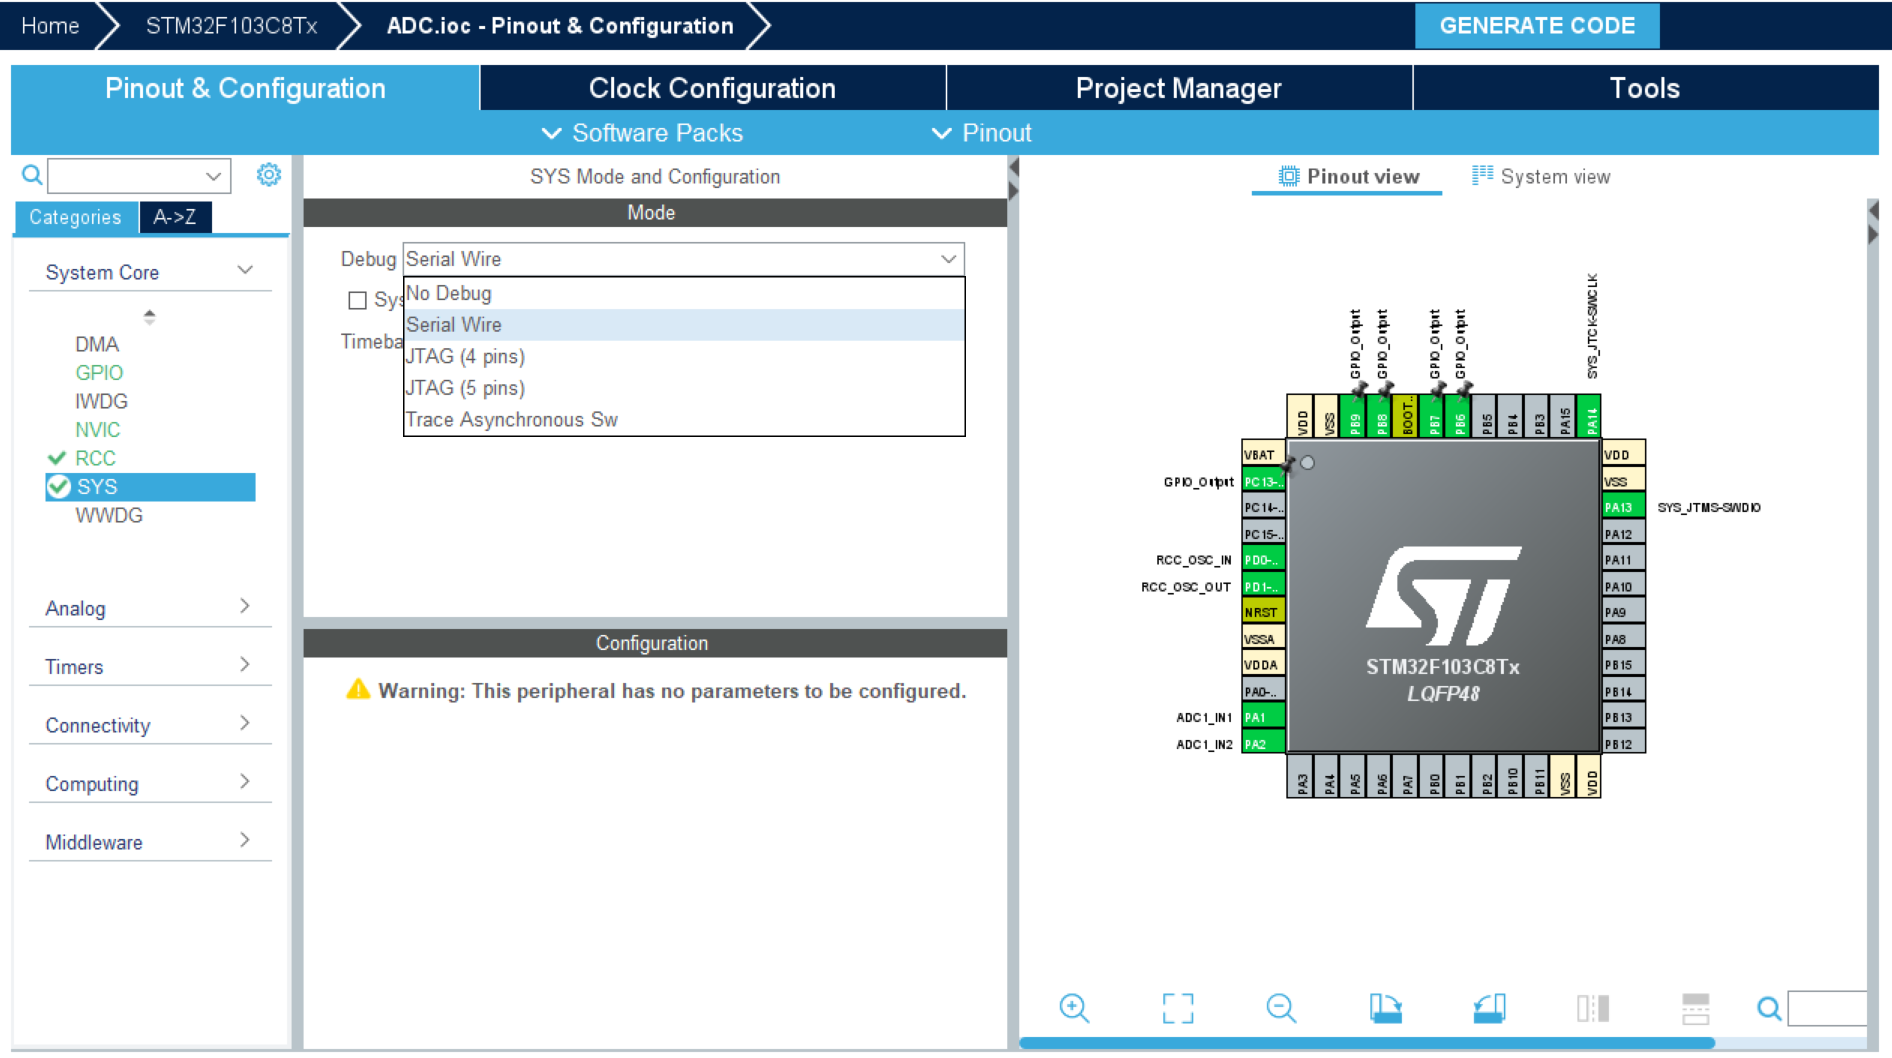 Home
STM32F103C8Tx
ADC.ioc - Pinout & Configuration
GENERATE CODE
Pinout & Configuration
Clock Configuration
Project Manager
Tools
Software Packs
Pinout
SYS Mode and Configuration
Pinout view
System view
Categories
A->Z
Mode
System Core
DMA
GPIO
IWDG
NVIC
RCC
SYS
WWDG
Analog
Timers
Connectivity
Computing
Middleware
Debug Serial Wire
Sys
No Debug
Serial Wire
Timeba
JTAG (4 pins)
JTAG (5 pins)
Trace Asynchronous Sw
Configuration
Warning: This peripheral has no parameters to be configured.
GPIO_Output
GPIO_Output
GPIO_Output
GPIO_Output
SYS_JTCK-SWCLK
VDD
VSS
PB9
PB8
BOOT..
PB7
PB6
PB5
PB4
PB3
PA15
PA14
VBAT
GPIO_Output PC13-..
PC14-..
PC15-..
RCC_OSC_IN PD0-..
RCC_OSC_OUT PD1-..
NRST
VSSA
VDDA
PA0-..
ADC1_IN1 PA1
ADC1_IN2 PA2
STM32F103C8Tx
LQFP48
VDD
VSS
PA13 SYS_JTMS-SWDIO
PA12
PA11
PA10
PA9
PA8
PB15
PB14
PB13
PB12
PA3
PA4
PA5
PA6
PA7
PB0
PB1
PB2
PB10
PB11
VSS
VDD